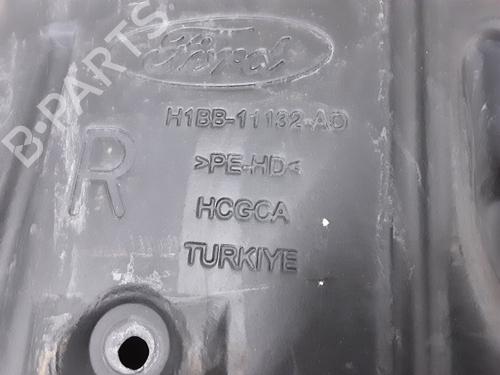 B-PARTS
Ford
H1BB-11132-AD
R
>PE-HD<
HCGCA
TURKIYE